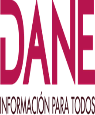 DANE
INFORMACIÓN PARA TODOS